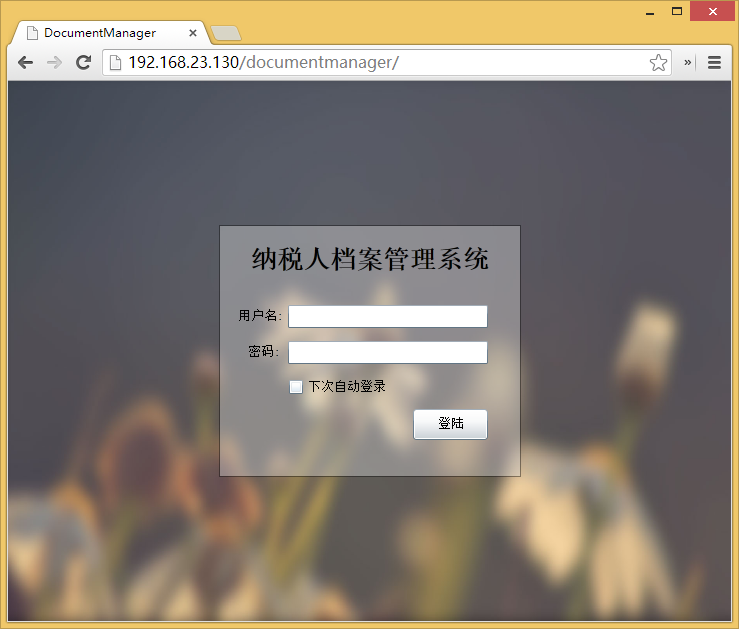 DocumentManager
192.168.23.130/documentmanager/
纳税人档案管理系统
用户名:
密码:
下次自动登录
登陆